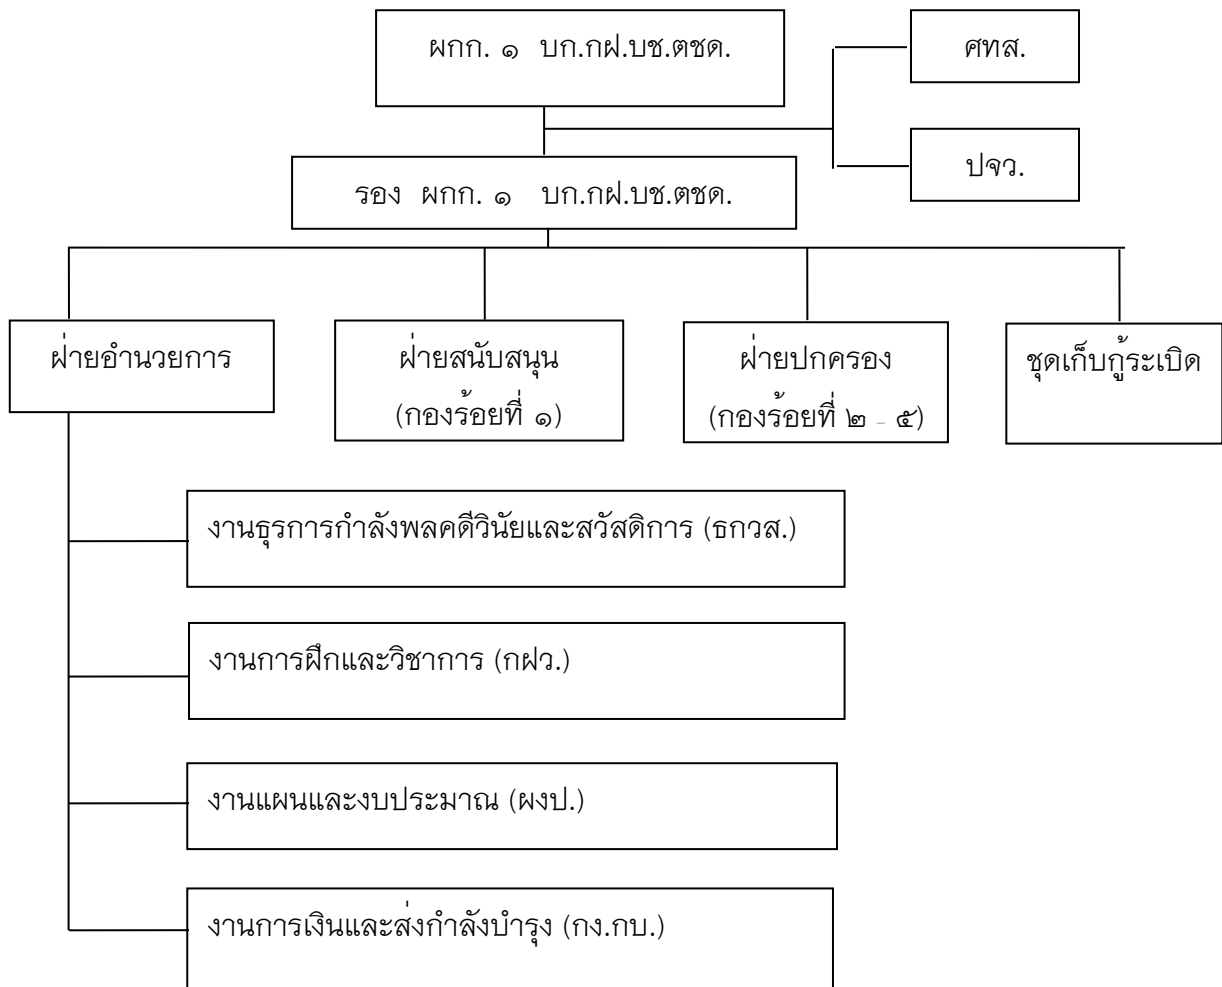 ผกก. ๑ บก.กฝ.บช.ตชด.
ศทส.
ปจว.
รอง ผกก. ๑ บก.กฝ.บช.ตชด.
ฝ่ายอำนวยการ
ฝ่ายสนับสนุน
(กองร้อยที่ ๑)
ฝ่ายปกครอง
(กองร้อยที่ ๒ - ๕)
ชุดเก็บกู้ระเบิด
งานธุรการกำลังพลคดีวินัยและสวัสดิการ (ธกวส.)
งานการฝึกและวิชาการ (กฝว.)
งานแผนและงบประมาณ (ผงป.)
งานการเงินและส่งกำลังบำรุง (กง.กบ.)